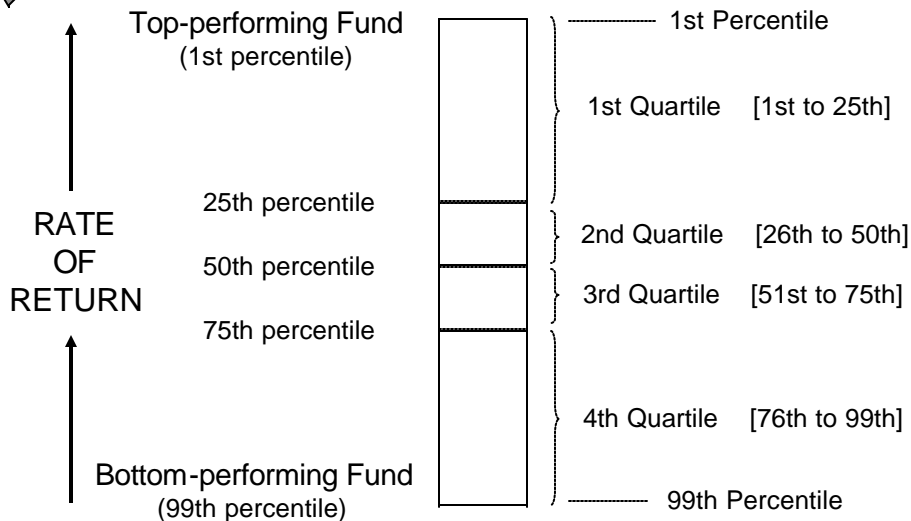 Top-performing Fund
(1st percentile)
1st Percentile
1st Quartile [1st to 25th]
25th percentile
RATE
OF
RETURN
2nd Quartile [26th to 50th]
50th percentile
3rd Quartile [51st to 75th]
75th percentile
4th Quartile [76th to 99th]
Bottom-performing Fund
(99th percentile)
99th Percentile